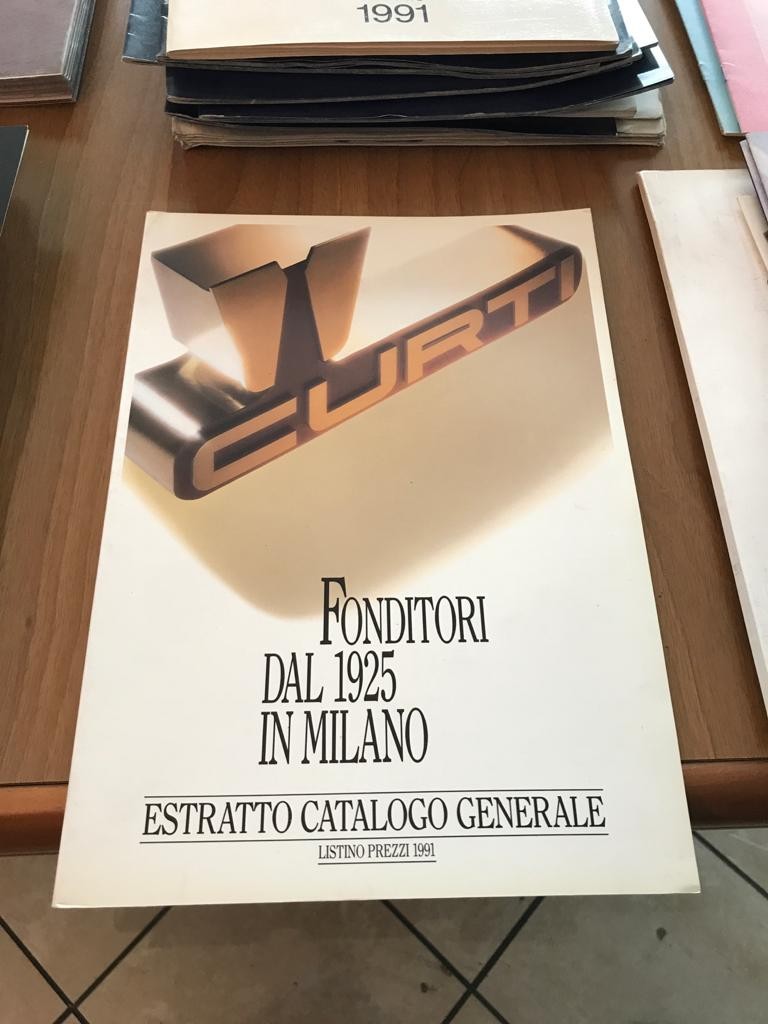 1991
CURTI
FONDITORI
DAL 1925
IN MILANO
ESTRATTO CATALOGO GENERALE
LISTINO PREZZI 1991